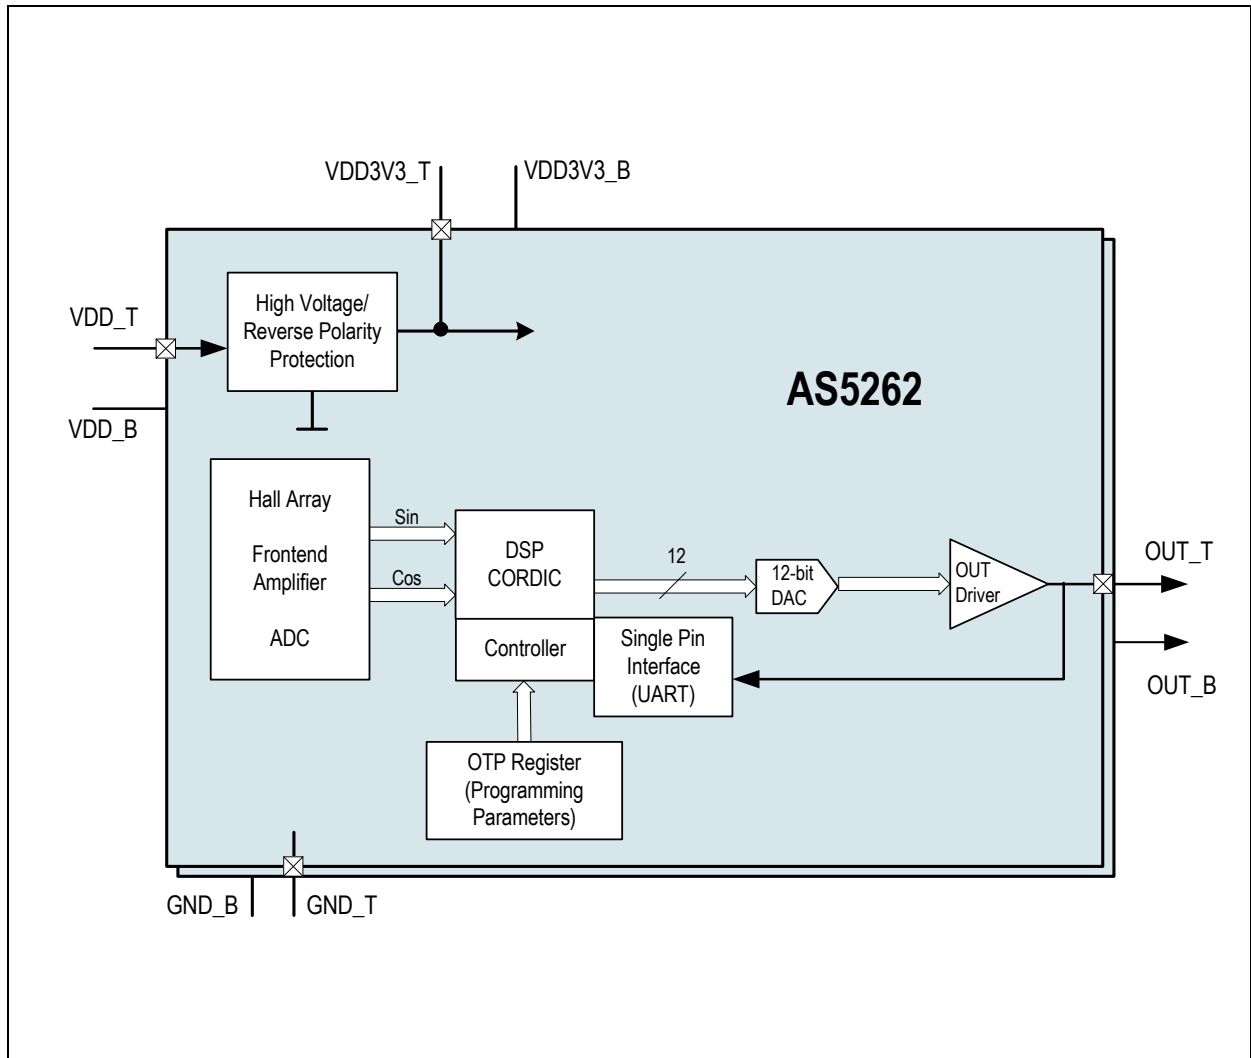 VDD3V3_T
VDD3V3_B
High Voltage/
Reverse Polarity
Protection
VDD_T
VDD_B
AS5262
Hall Array
Frontend
Amplifier
ADC
Sin
Cos
DSP
CORDIC
Controller
12
12-bit
DAC
OUT
Driver
OUT_T
OUT_B
Single Pin
Interface
(UART)
OTP Register
(Programming
Parameters)
GND_B
GND_T